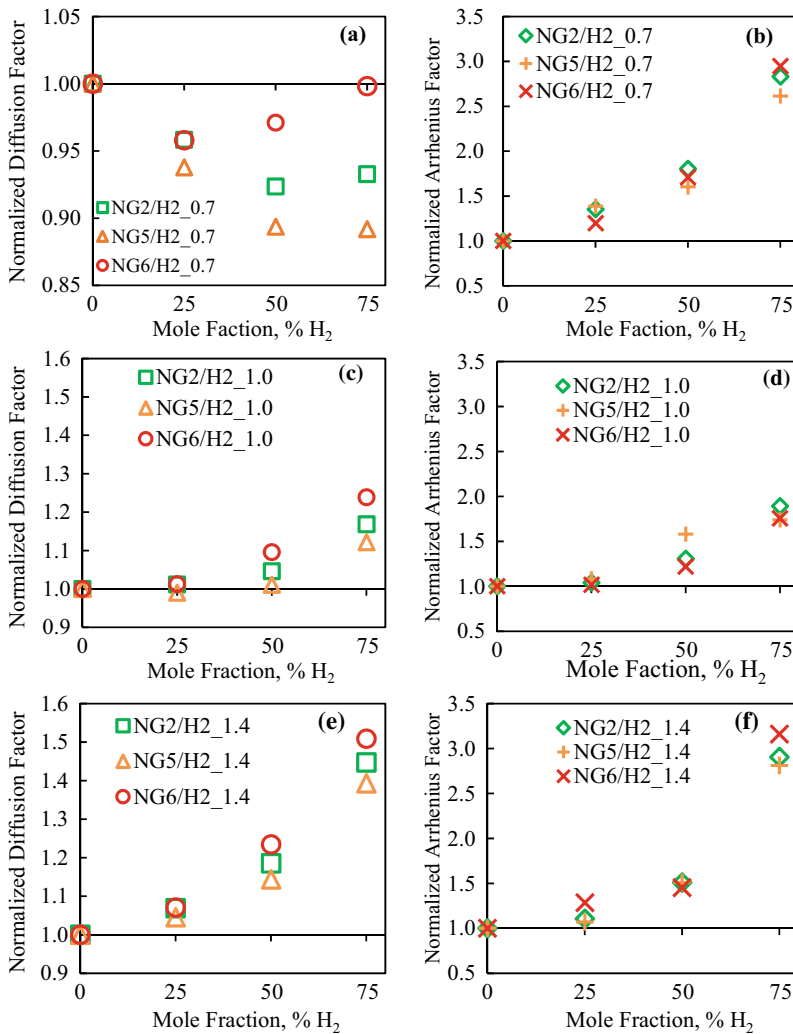 (a)
Normalized Diffusion Factor
1.05
1.00
0.95
0.90
0.85
NG2/H2_0.7
NG5/H2_0.7
NG6/H2_0.7
0 25 50 75
Mole Faction, % H2
(b)
Normalized Arrhenius Factor
3.5
3.0
2.5
2.0
1.5
1.0
0.5
NG2/H2_0.7
NG5/H2_0.7
NG6/H2_0.7
0 25 50 75
Mole Faction, % H2
(c)
Normalized Diffusion Factor
1.6
1.5
1.4
1.3
1.2
1.1
1.0
0.9
NG2/H2_1.0
NG5/H2_1.0
NG6/H2_1.0
0 25 50 75
Mole Fraction, % H2
(d)
Normalized Arrhenius Factor
3.5
3.0
2.5
2.0
1.5
1.0
0.5
NG2/H2_1.0
NG5/H2_1.0
NG6/H2_1.0
0 25 50 75
Mole Faction, % H2
(e)
Normalized Diffusion Factor
1.6
1.5
1.4
1.3
1.2
1.1
1.0
0.9
NG2/H2_1.4
NG5/H2_1.4
NG6/H2_1.4
0 25 50 75
Mole Fraction, % H2
(f)
Normalized Arrhenius Factor
3.5
3.0
2.5
2.0
1.5
1.0
0.5
NG2/H2_1.4
NG5/H2_1.4
NG6/H2_1.4
0 25 50 75
Mole Fraction, % H2